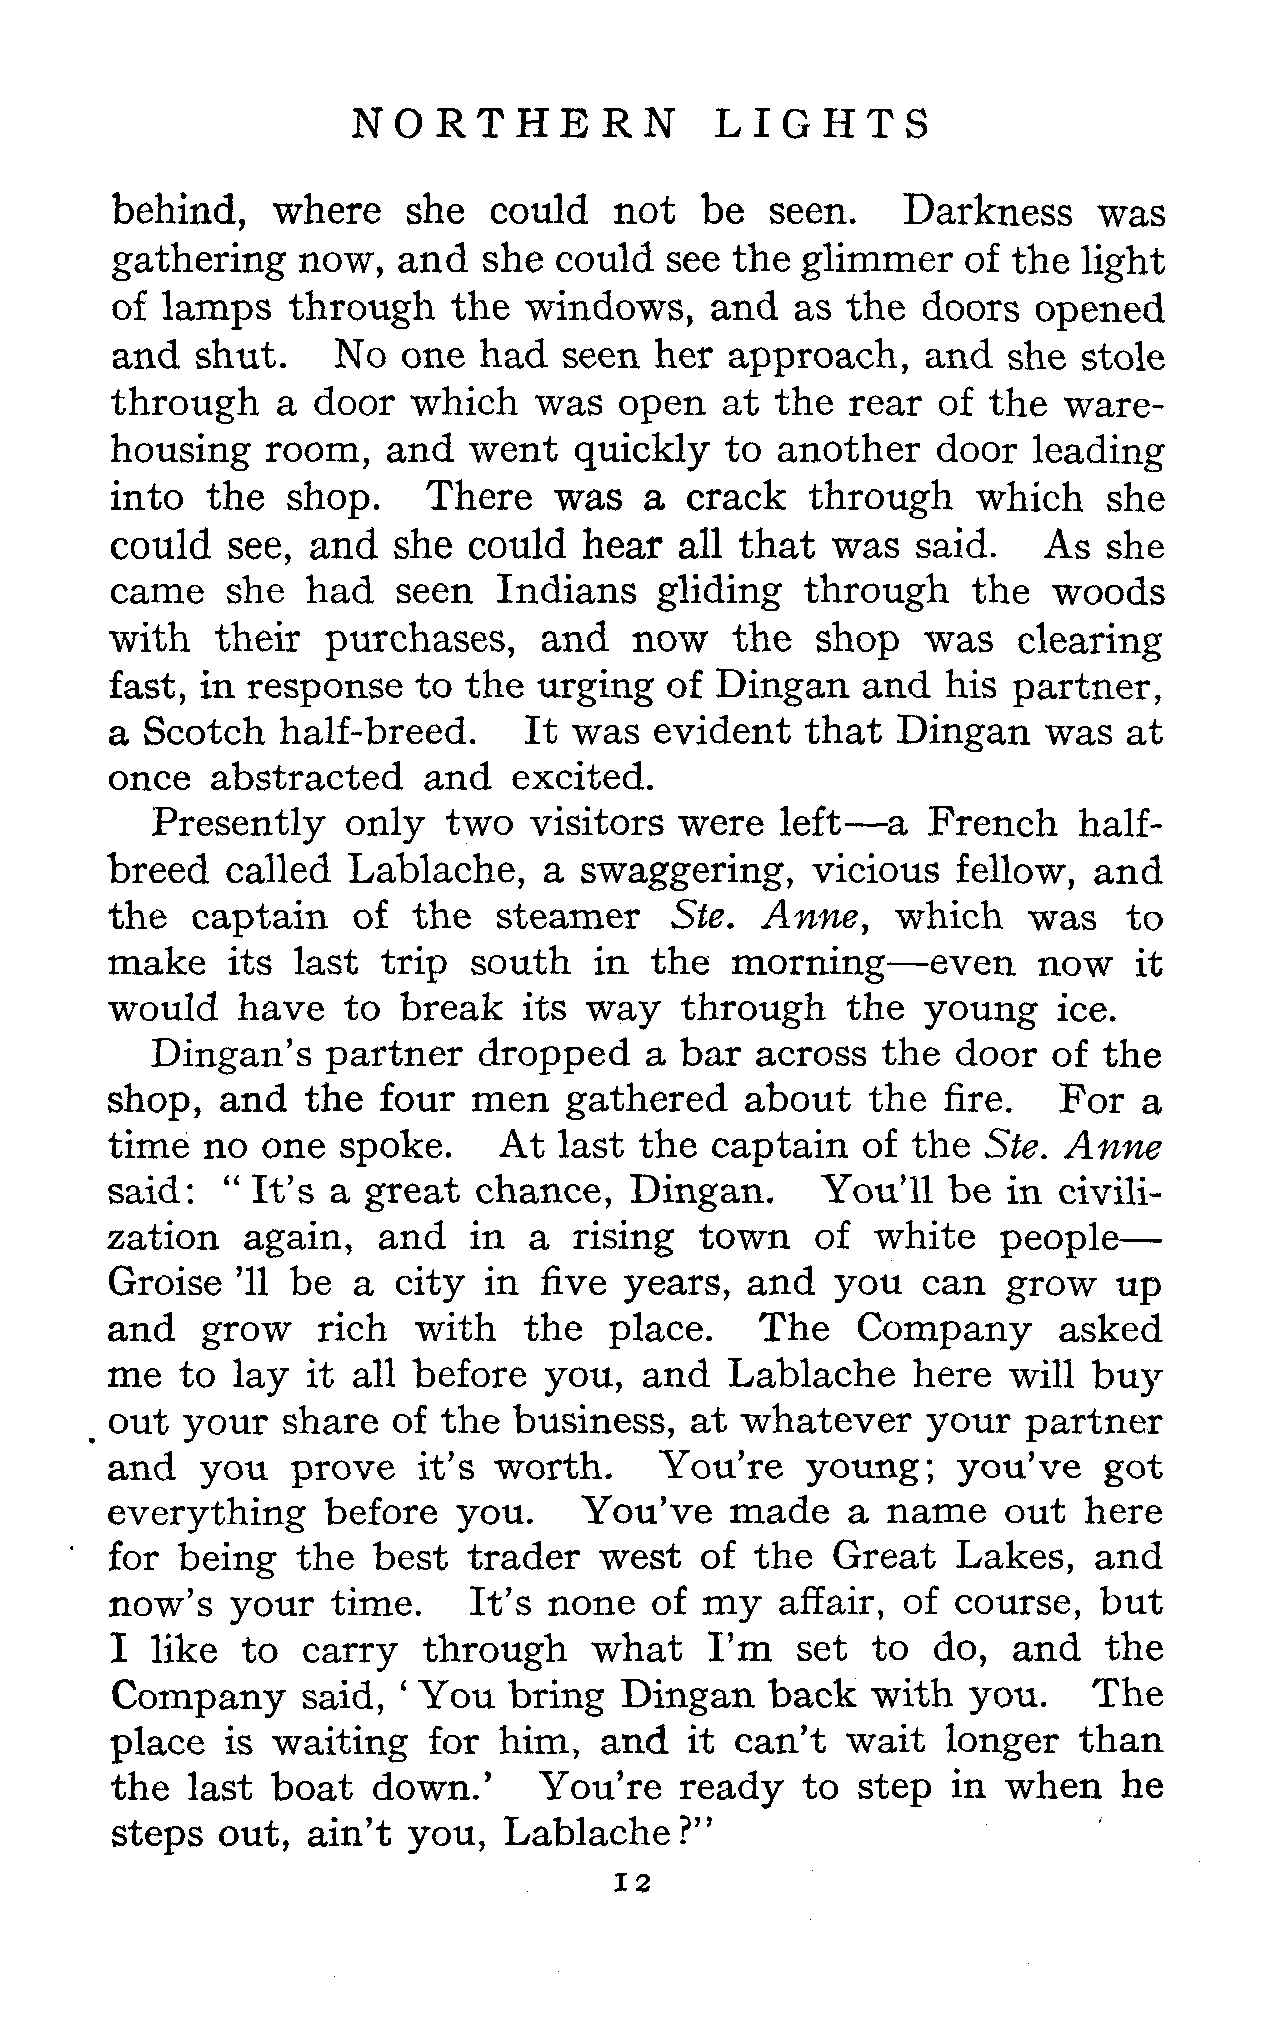 NORTHERN LIGHTS
behind, where she could not be seen. Darkness was
gathering now, and she could see the glimmer of the light
of lamps through the windows, and as the doors opened
and shut. No one had seen her approach, and she stole
through a door which was open at the rear of the ware-
housing room, and went quickly to another door leading
into the shop. There was a crack through which she
could see, and she could hear all that was said. As she
came she had seen Indians gliding through the woods
with their purchases, and now the shop was clearing
fast, in response to the urging of Dingan and his partner,
a Scotch half-breed. It was evident that Dingan was at
once abstracted and excited.
Presently only two visitors were left—a French half-
breed called Lablache, a swaggering, vicious fellow, and
the captain of the steamer Ste. Anne, which was to
make its last trip south in the morning—even now it
would have to break its way through the young ice.
Dingan's partner dropped a bar across the door of the
shop, and the four men gathered about the fire. For a
time no one spoke. At last the captain of the Ste. Anne
said: "It's a great chance, Dingan. You'll be in civili-
zation again, and in a rising town of white people—
Groise 'll be a city in five years, and you can grow up
and grow rich with the place. The Company asked
me to lay it all before you, and Lablache here will buy
out your share of the business, at whatever your partner
and you prove it's worth. You're young; you've got
everything before you. You've made a name out here
for being the best trader west of the Great Lakes, and
now's your time. It's none of my affair, of course, but
I like to carry through what I'm set to do, and the
Company said, 'You bring Dingan back with you. The
place is waiting for him, and it can't wait longer than
the last boat down.' You're ready to step in when he
steps out, ain't you, Lablache?"
12